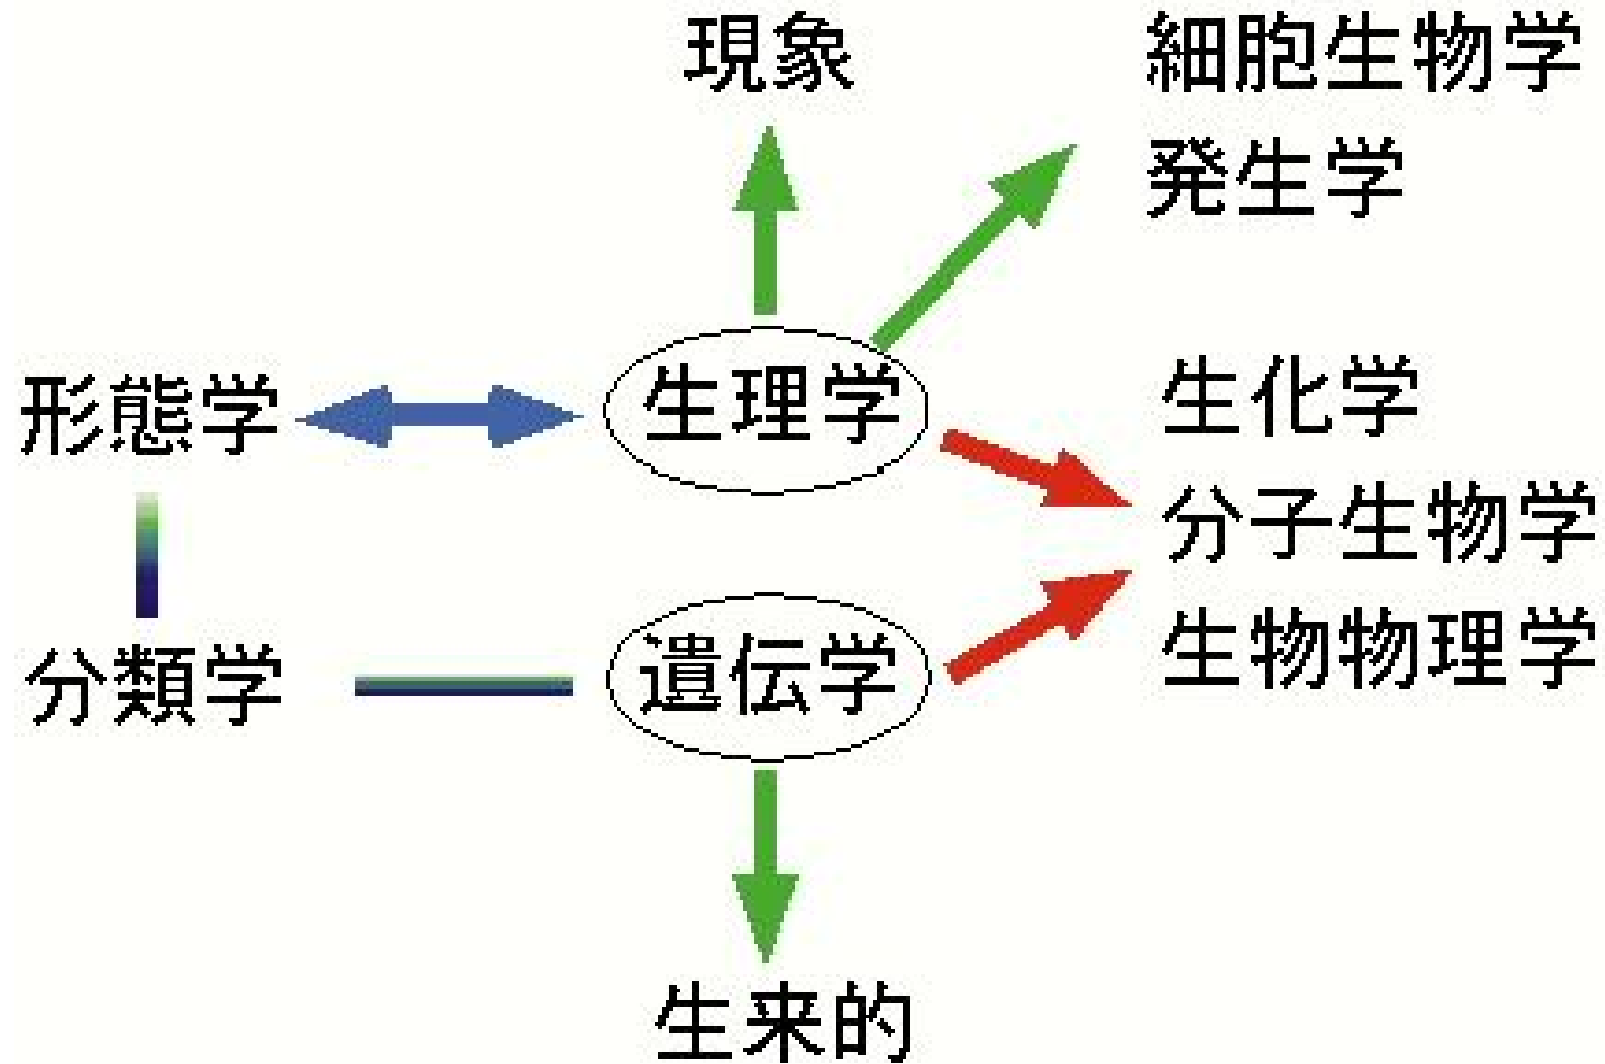 現象
細胞生物学
発生学
形態学
生理学
生化学
分子生物学
生物物理学
分類学
遺伝学
生来的